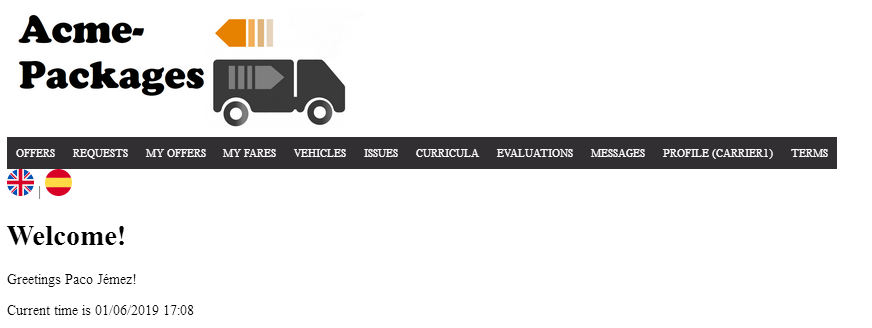 Acme-
Packages
OFFERS REQUESTS MY OFFERS MY FARES VEHICLES ISSUES CURRICULA EVALUATIONS MESSAGES PROFILE (CARRIER1) TERMS
|
Welcome!
Greetings Paco Jémez!
Current time is 01/06/2019 17:08